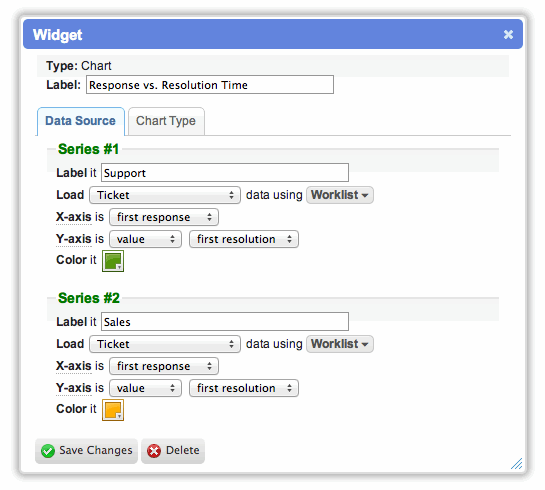 Widget
Type: Chart
Label: Response vs. Resolution Time
Data Source Chart Type
Series #1
Label it Support
Load Ticket data using Worklist
X-axis is first response
Y-axis is value first resolution
Color it
Series #2
Label it Sales
Load Ticket data using Worklist
X-axis is first response
Y-axis is value first resolution
Color it
Save Changes Delete